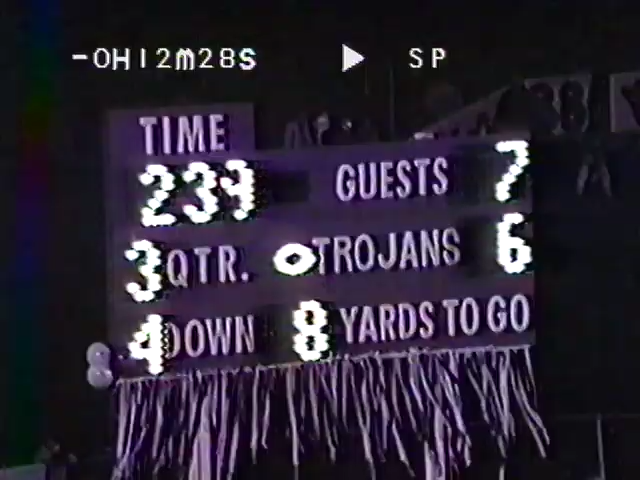 -0H12m28s ▶ SP
TIME
239 GUESTS 7
3 QTR. TROJANS 6
4 DOWN 8 YARDS TO GO